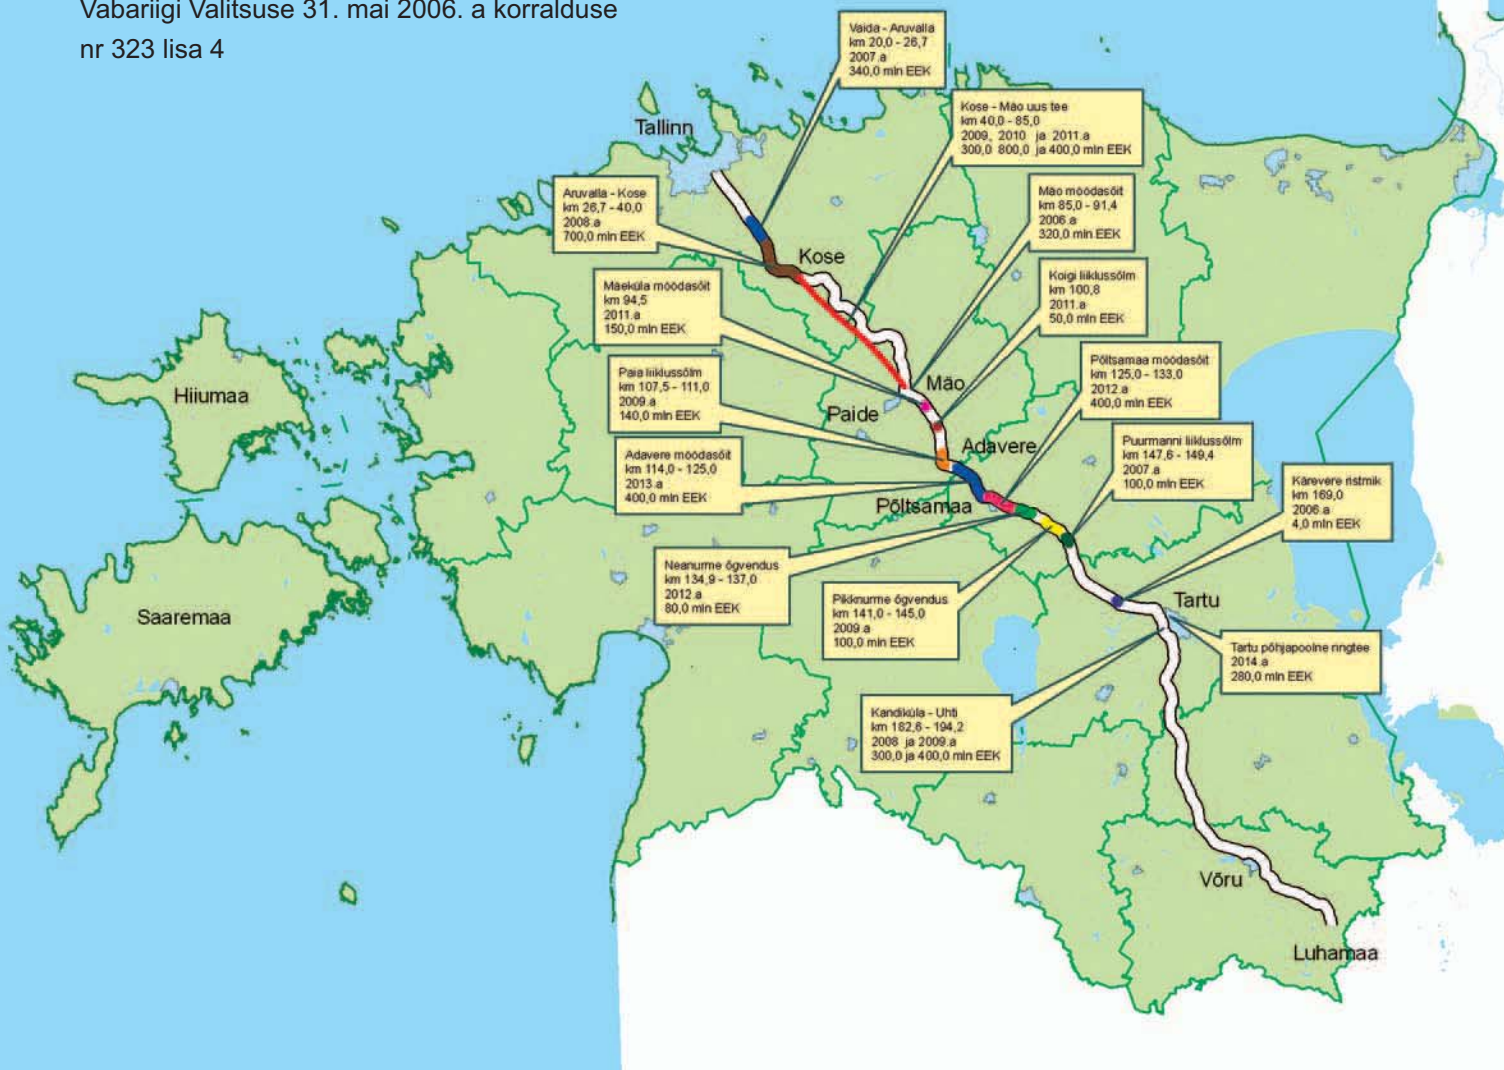 Vabariigi Valitsuse 31. mai 2006. a korralduse
nr 323 lisa 4
Vaida - Aruvalla
km 20,0 - 26,7
2007.a
340,0 mln EEK
Kose - Mäo uus tee
km 40,0 - 85,0
2009, 2010 ja 2011.a
300,0 800,0 ja 400,0 mln EEK
Tallinn
Aruvalla - Kose
km 26,7 - 40,0
2008.a
700,0 mln EEK
Mäo möödasõit
km 85,0 - 91,4
2006.a
320,0 mln EEK
Kose
Mäeküla möödasõit
km 94,5
2011.a
150,0 mln EEK
Koigi liiklussõlm
km 100,8
2011.a
50,0 mln EEK
Põltsamaa möödasõit
km 125,0 - 133,0
2012.a
400,0 mln EEK
Paia liiklussõlm
km 107,5 - 111,0
2009.a
140,0 mln EEK
Mäo
Hiiumaa
Paide
Adavere
Puurmanni liiklussõlm
km 147,6 - 149,4
2007.a
100,0 mln EEK
Adavere möödasõit
km 114,0 - 125,0
2013.a
400,0 mln EEK
Kärevere ristmik
km 169,0
2006.a
4,0 mln EEK
Põltsamaa
Neanurme õgvendus
km 134,9 - 137,0
2012.a
80,0 mln EEK
Pikknurme õgvendus
km 141,0 - 145,0
2009.a
100,0 mln EEK
Tartu
Saaremaa
Tartu põhjapoolne ringtee
2014.a
280,0 mln EEK
Kandiküla - Uhti
km 182,6 - 194,2
2008 ja 2009.a
300,0 ja 400,0 mln EEK
Võru
Luhamaa